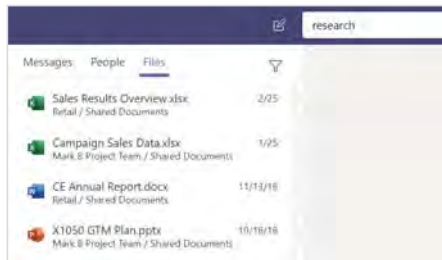 research
Messages People Files
Sales Results Overview.xlsx 2/25
Retail / Shared Documents
Campaign Sales Data.xlsx 1/25
Mark 8 Project Team / Shared Documents
CE Annual Report.docx 11/13/18
Retail / Shared Documents
X1050 GTM Plan.pptx 10/16/18
Mark 8 Project Team / Shared Documents